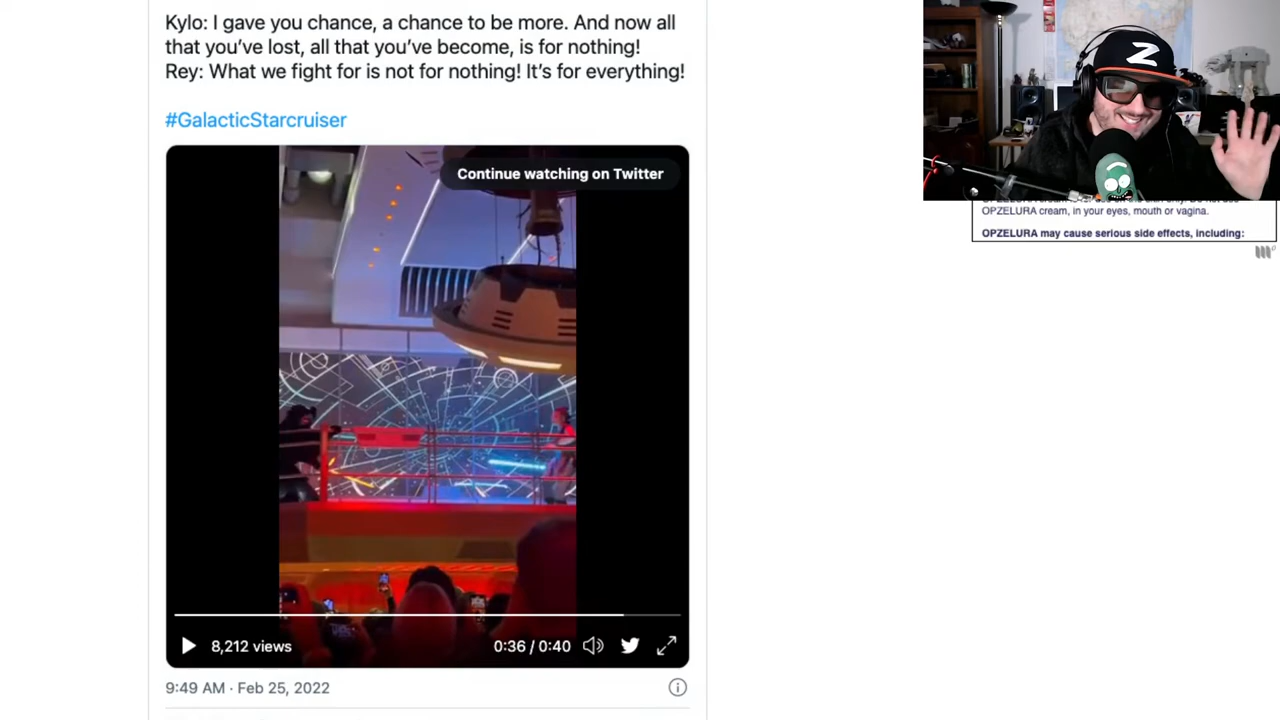 Kylo: I gave you chance, a chance to be more. And now all
that you've lost, all that you've become, is for nothing!
Rey: What we fight for is not for nothing! It's for everything!
#GalacticStarcruiser
Continue watching on Twitter
8,212 views
0:36 / 0:40
9:49 AM · Feb 25, 2022
Z
OPZELURA cream, in your eyes, mouth or vagina.
OPZELURA may cause serious side effects, including: